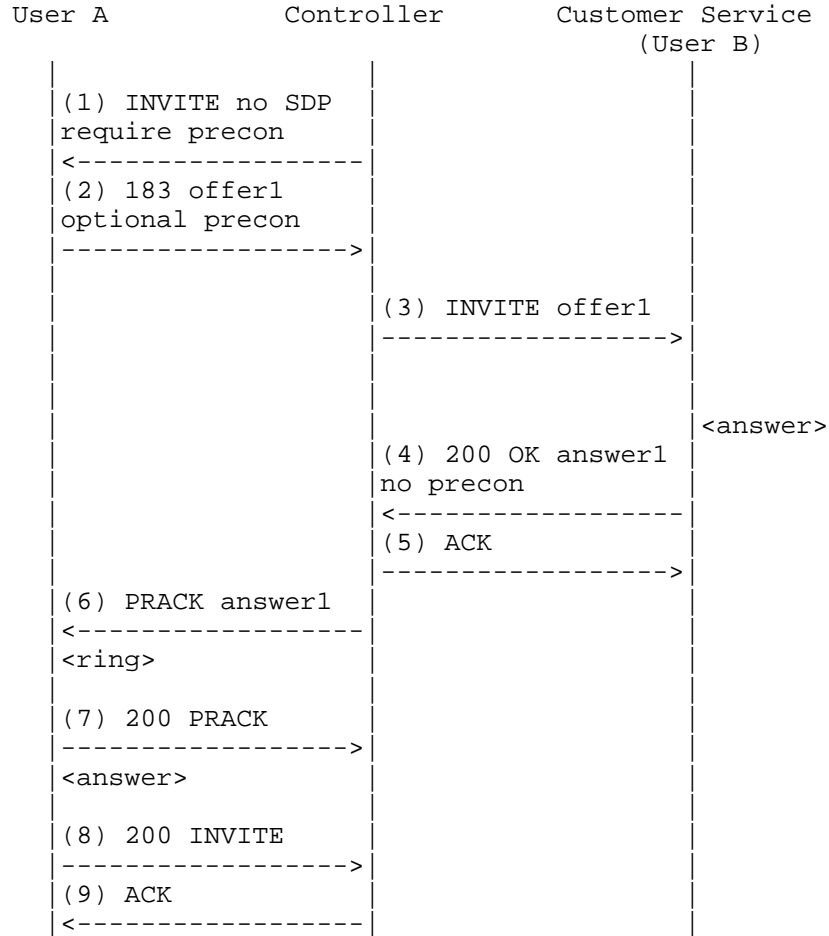 User A Controller Customer Service
(User B)
(1) INVITE no SDP
require precon
(2) 183 offer1
optional precon
(3) INVITE offer1
<answer>
(4) 200 OK answer1
no precon
(5) ACK
(6) PRACK answer1
<ring>
(7) 200 PRACK
<answer>
(8) 200 INVITE
(9) ACK